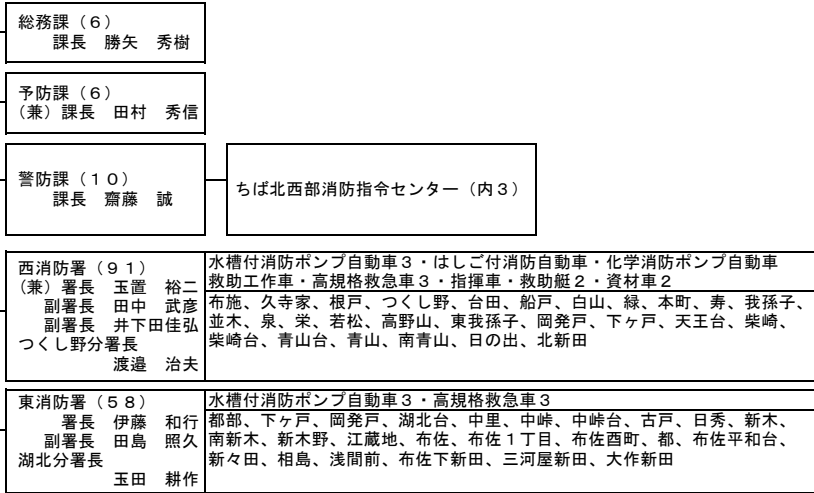 総務課（６）
課長　勝矢　秀樹
予防課（６）
（兼）課長　田村　秀信
警防課（１０）
課長　齋藤　誠
ちば北西部消防指令センター（内３）
西消防署（９１）
（兼）署長　玉置　裕二
副署長　田中　武彦
副署長　井下田佳弘
つくし野分署長
渡邉　治夫
水槽付消防ポンプ自動車３・はしご付消防自動車・化学消防ポンプ自動車
救助工作車・高規格救急車３・指揮車・救助艇２・資材車２
布施、久寺家、根戸、つくし野、台田、船戸、白山、緑、本町、寿、我孫子、
並木、泉、栄、若松、高野山、東我孫子、岡発戸、下ヶ戸、天王台、柴崎、
柴崎台、青山台、青山、南青山、日の出、北新田
東消防署（５８）
署長　伊藤　和行
副署長　田島　照久
湖北分署長
玉田　耕作
水槽付消防ポンプ自動車３・高規格救急車３
都部、下ヶ戸、岡発戸、湖北台、中里、中峠、中峠台、古戸、日秀、新木、
南新木、新木野、江蔵地、布佐、布佐１丁目、布佐酉町、都、布佐平和台、
新々田、相島、浅間前、布佐下新田、三河屋新田、大作新田